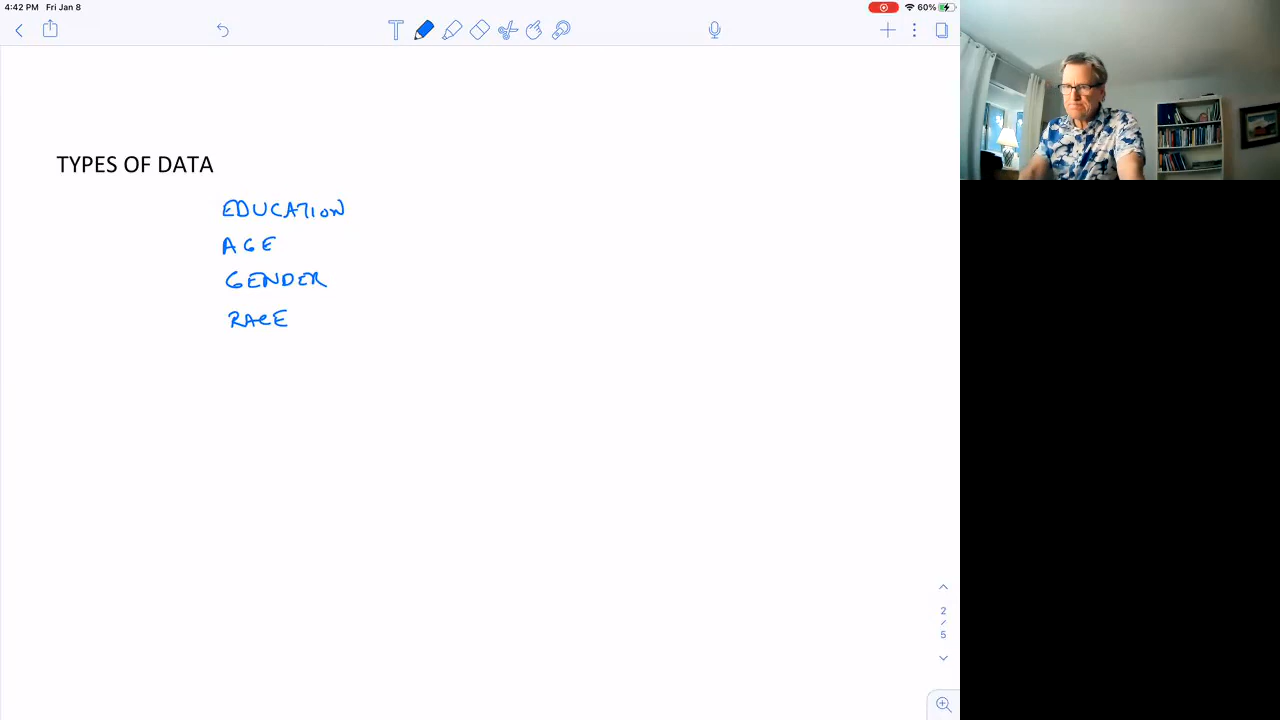 4:42 PM Fri Jan 8 60%
T
TYPES OF DATA
EDUCATION
AGE
GENDER
RACE
2
/
5